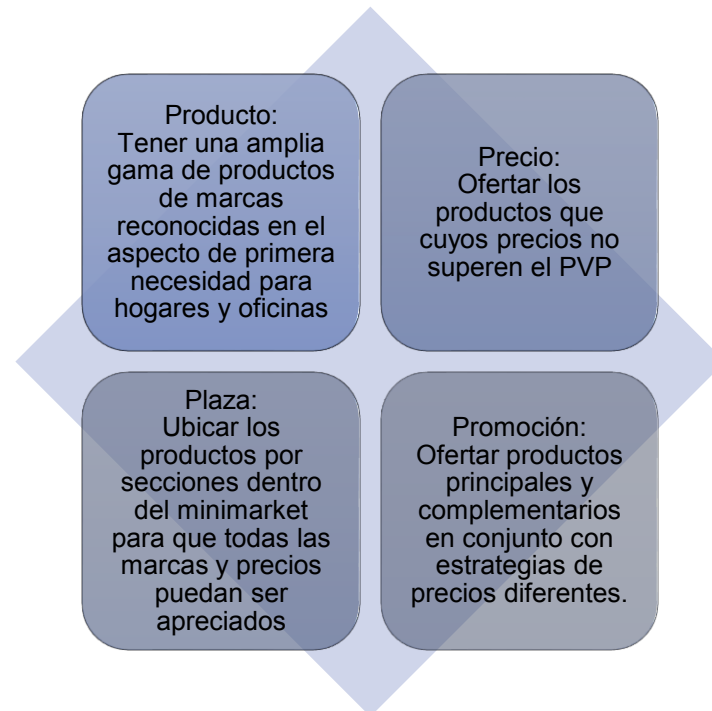 Producto:
Tener una amplia
gama de productos
de marcas
reconocidas en el
aspecto de primera
necesidad para
hogares y oficinas
Precio:
Ofertar los
productos que
cuyos precios no
superen el PVP
Plaza:
Ubicar los
productos por
secciones dentro
del minimarket
para que todas las
marcas y precios
puedan ser
apreciados
Promoción:
Ofertar productos
principales y
complementarios
en conjunto con
estrategias de
precios diferentes.